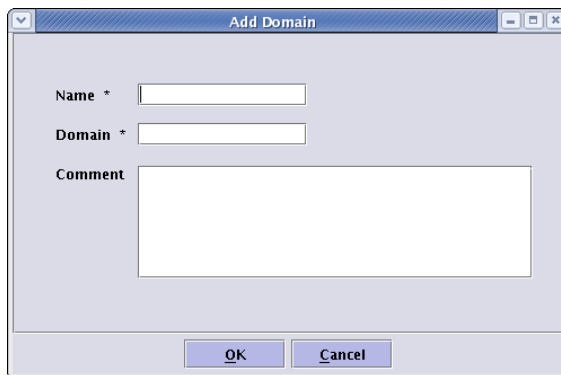 Add Domain
Name *
Domain *
Comment
OK
Cancel